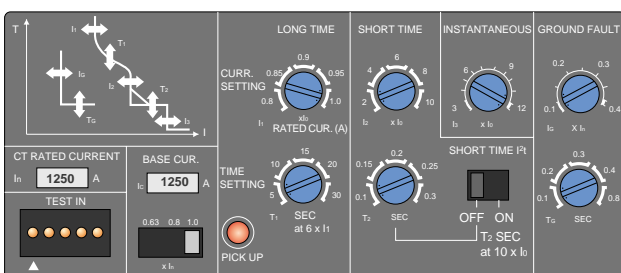 T
I₁
T₁
I₂
T₂
I₃
IG
TG
I
LONG TIME
SHORT TIME
INSTANTANEOUS
GROUND FAULT
CURR.
SETTING
0.8
0.85
0.9
0.95
1.0
I₁
xI₀
RATED CUR. (A)
2
4
6
8
10
I₂
x I₀
3
6
9
12
I₃
x I₀
0.1
0.2
0.3
0.4
IG
X In
CT RATED CURRENT
In 1250 A
BASE CUR.
Ic 1250 A
TIME
SETTING
5
10
15
20
30
T₁
SEC
at 6 x I₁
0.1
0.15
0.2
0.25
0.3
T₂
SEC
SHORT TIME I²t
OFF ON
T₂ SEC
at 10 x I₀
0.1
0.2
0.3
0.4
0.8
TG
SEC
TEST IN
0.63 0.8 1.0
x In
PICK UP